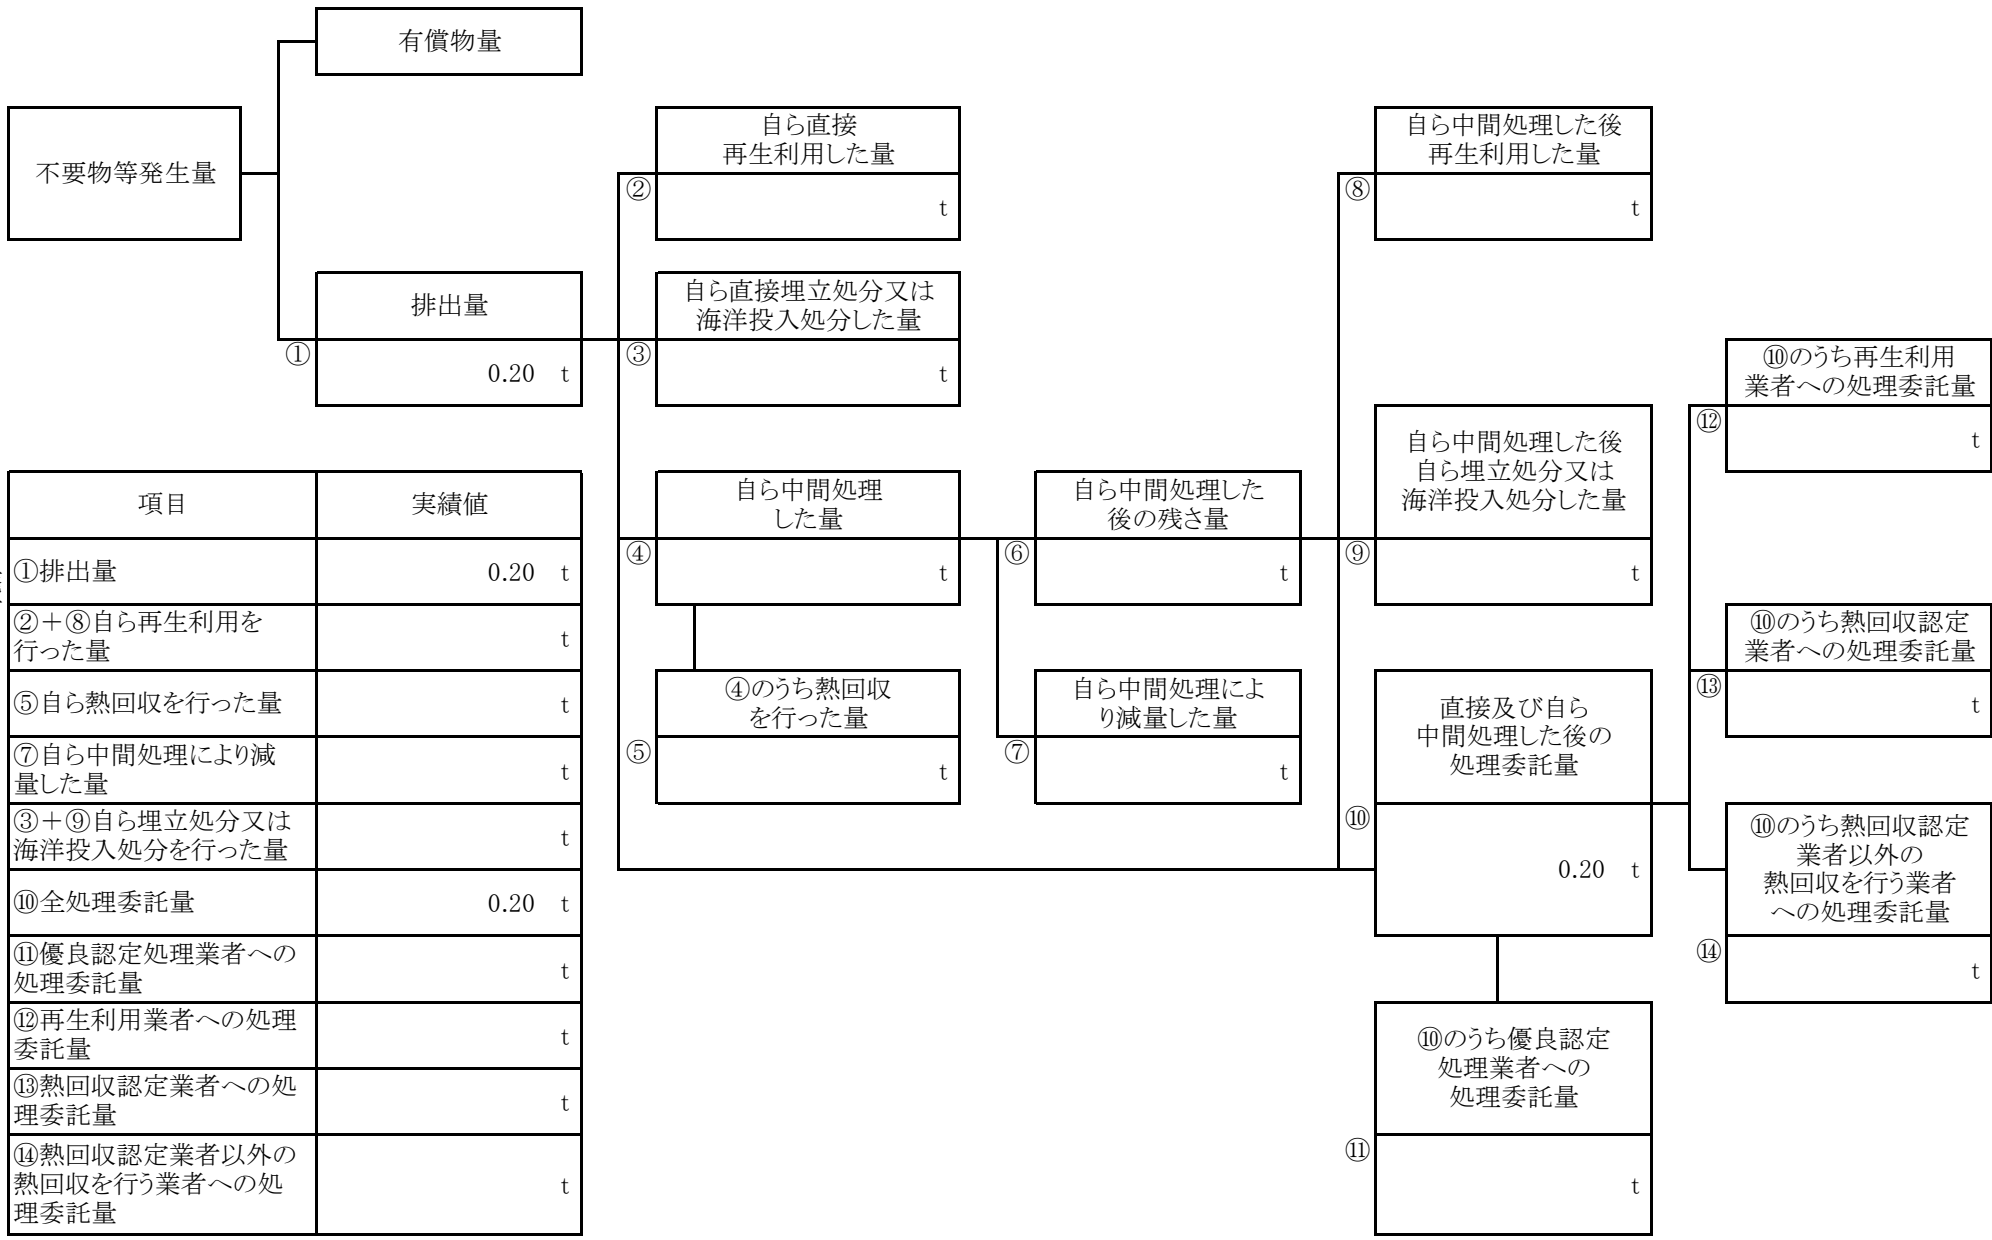 有償物量
不要物等発生量
排出量
①
0.20 t
自ら直接
再生利用した量
②
t
自ら直接埋立処分又は
海洋投入処分した量
③
t
自ら中間処理
した量
④
t
④のうち熱回収
を行った量
⑤
t
自ら中間処理した
後の残さ量
⑥
t
自ら中間処理によ
り減量した量
⑦
t
自ら中間処理した後
再生利用した量
⑧
t
自ら中間処理した後
自ら埋立処分又は
海洋投入処分した量
⑨
t
直接及び自ら
中間処理した後の
処理委託量
⑩
0.20 t
⑩のうち優良認定
処理業者への
処理委託量
⑪
t
⑩のうち再生利用
業者への処理委託量
⑫
t
⑩のうち熱回収認定
業者への処理委託量
⑬
t
⑩のうち熱回収認定
業者以外の
熱回収を行う業者
への処理委託量
⑭
t
項目 実績値
①排出量 0.20 t
②+⑧自ら再生利用を
行った量 t
⑤自ら熱回収を行った量 t
⑦自ら中間処理により減
量した量 t
③+⑨自ら埋立処分又は
海洋投入処分を行った量 t
⑩全処理委託量 0.20 t
⑪優良認定処理業者への
処理委託量 t
⑫再生利用業者への処理
委託量 t
⑬熱回収認定業者への処
理委託量 t
⑭熱回収認定業者以外の
熱回収を行う業者への処
理委託量 t